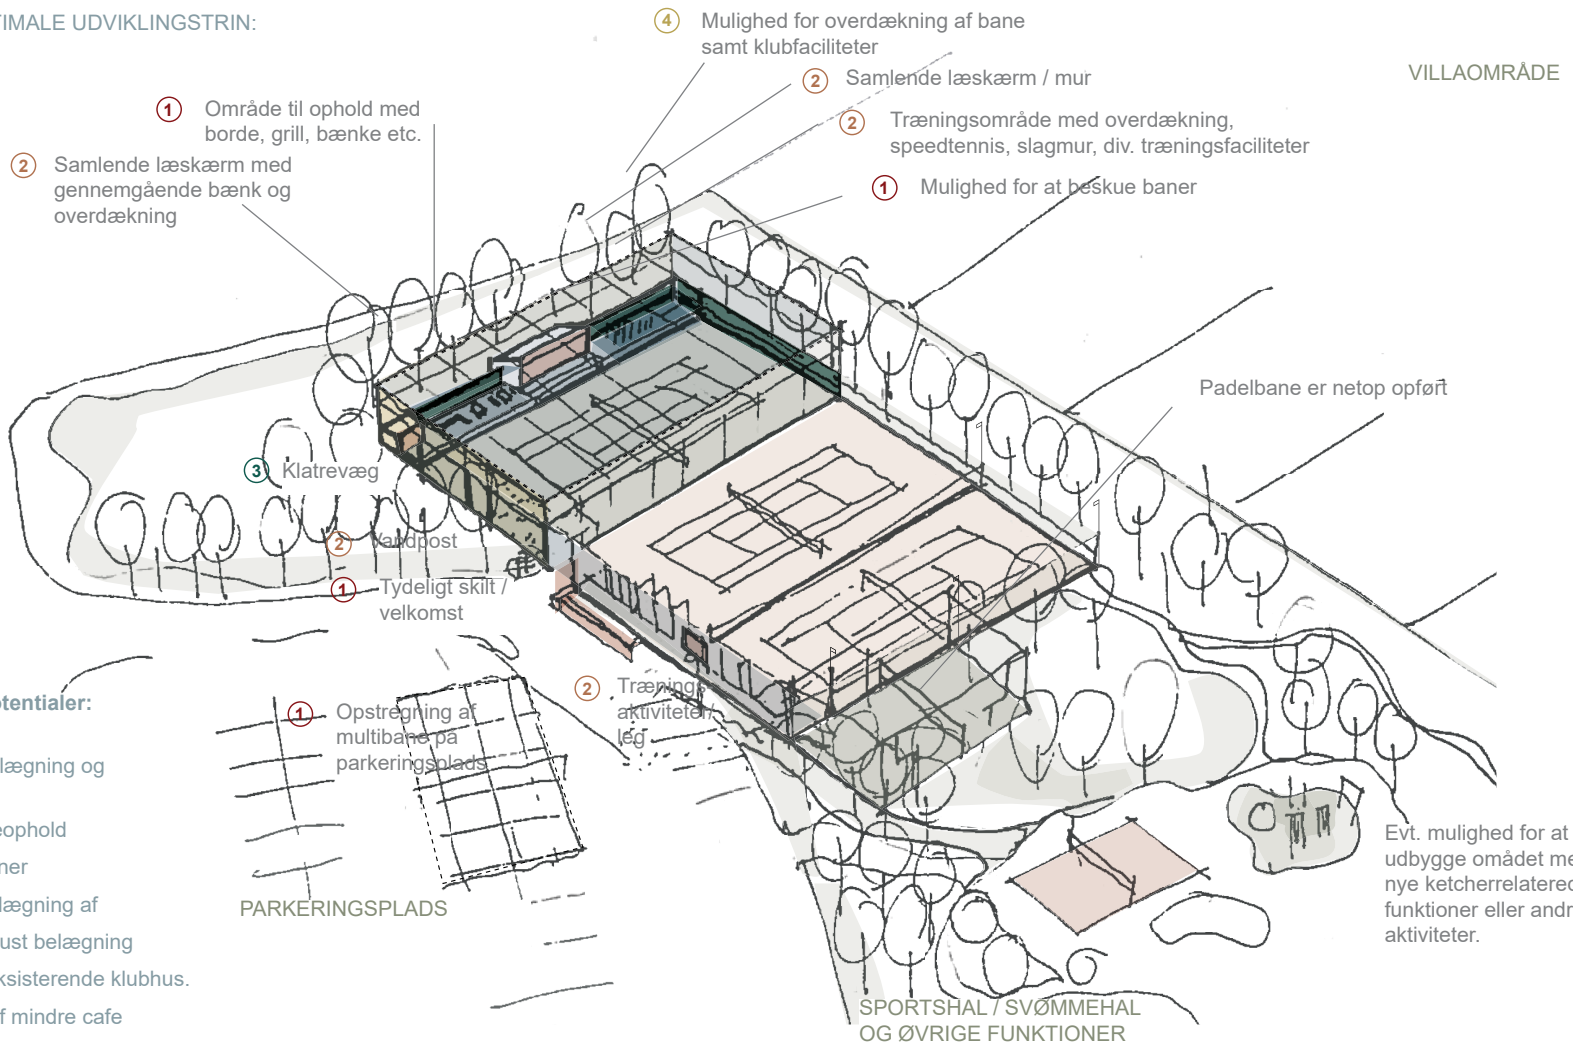 TIMALE UDVIKLINGSTRIN:
4 Mulighed for overdækning af bane
samt klubfaciliteter
2 Samlende læskærm / mur
VILLAOMRÅDE
1 Område til ophold med
borde, grill, bænke etc.
2 Træningsområde med overdækning,
speedtennis, slagmur, div. træningsfaciliteter
2 Samlende læskærm med
gennemgående bænk og
overdækning
1 Mulighed for at beskue baner
Padelbane er netop opført
3 Klatrevæg
2 Vandpost
1 Tydeligt skilt /
velkomst
2 Trænings-
aktiviteter/
leg
1 Opstregning af
multibane på
parkeringsplads
otentialer:
lægning og
eophold
ner
lægning af
ust belægning
ksisterende klubhus.
f mindre cafe
PARKERINGSPLADS
Evt. mulighed for at
udbygge omådet me
nye ketcherrelatered
funktioner eller andr
aktiviteter.
SPORTSHAL / SVØMMEHAL
OG ØVRIGE FUNKTIONER